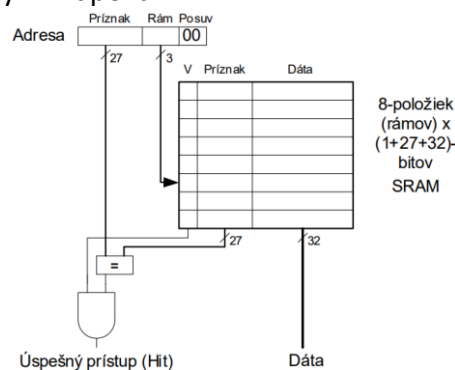 Príznak Rám Posuv
Adresa 00
27 3
V Príznak Dáta
8-položiek
(rámov) x
(1+27+32)-
bitov
SRAM
27 32
=
Úspešný prístup (Hit) Dáta